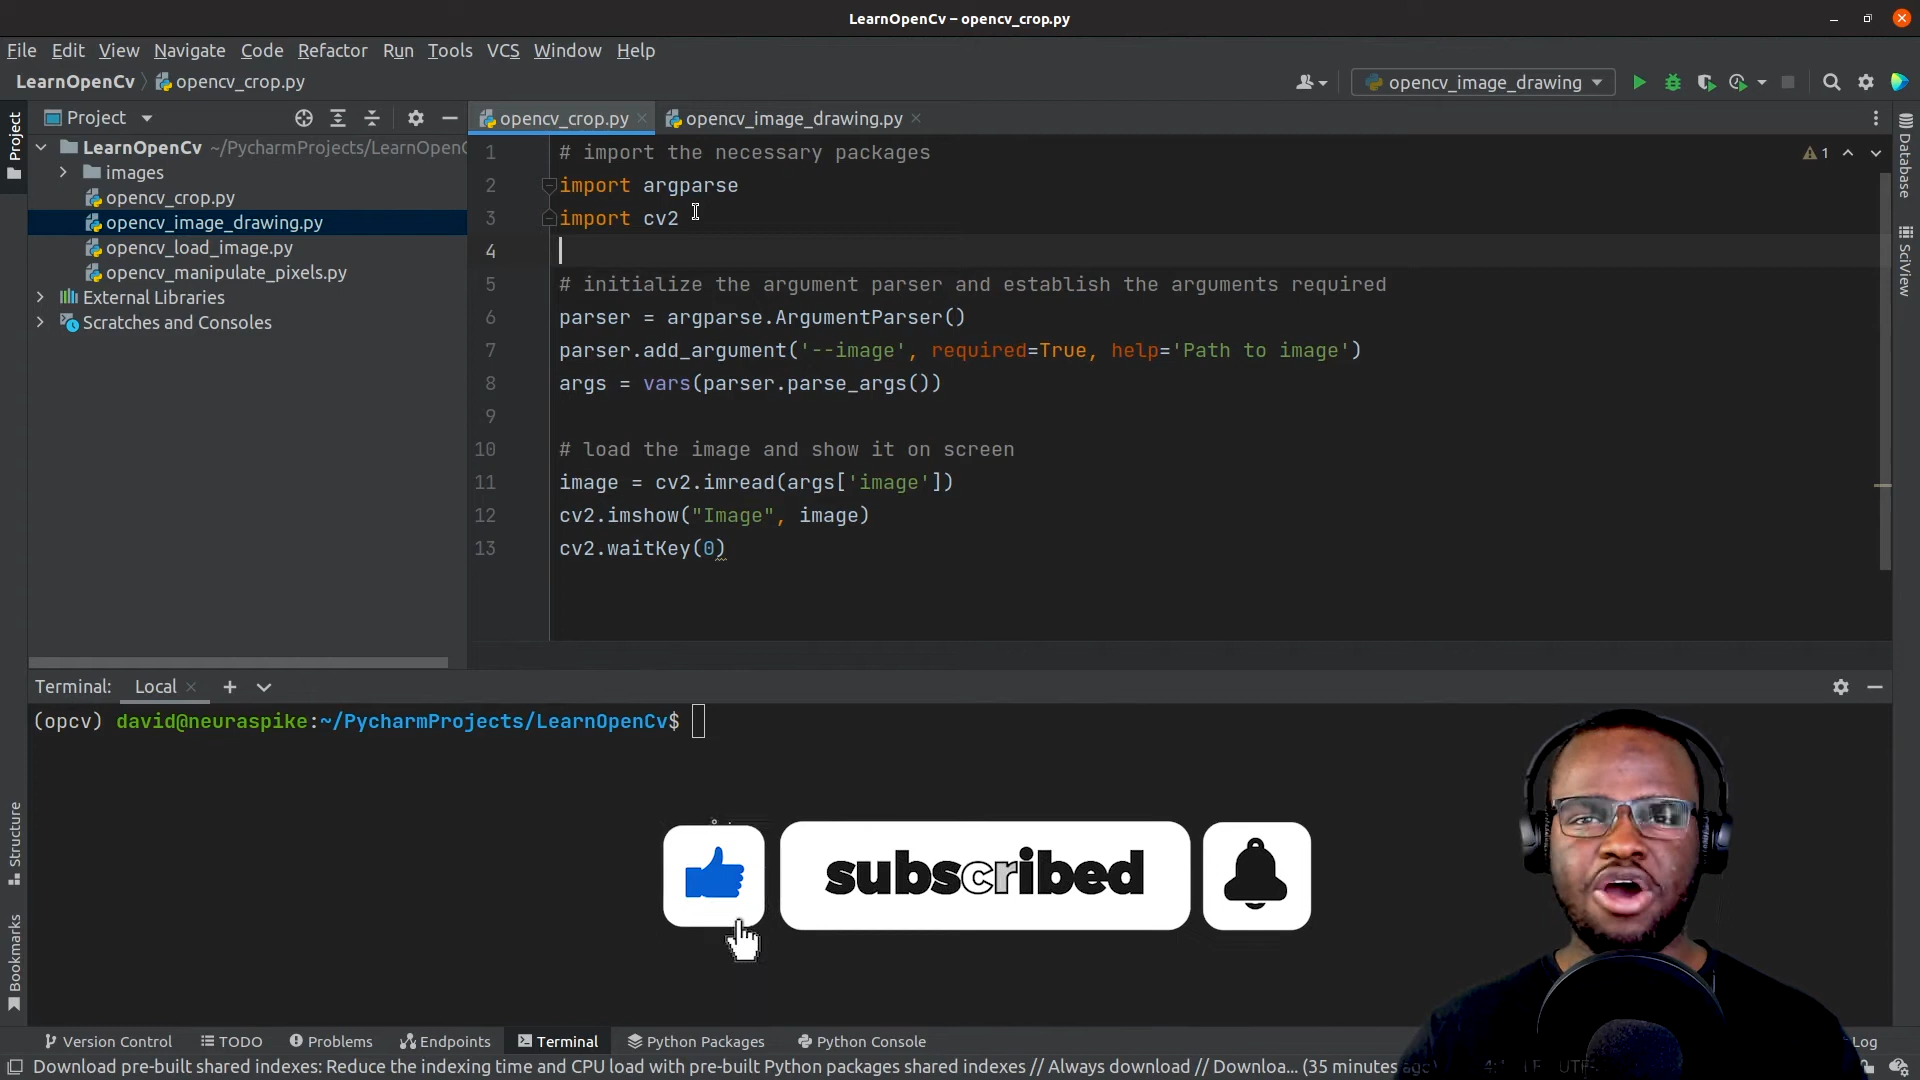 LearnOpenCv – opencv_crop.py
File Edit View Navigate Code Refactor Run Tools VCS Window Help
LearnOpenCv opencv_crop.py
opencv_image_drawing
Project
opencv_crop.py
opencv_image_drawing.py
Project
LearnOpenCv ~/PycharmProjects/LearnOpenC
images
opencv_crop.py
opencv_image_drawing.py
opencv_load_image.py
opencv_manipulate_pixels.py
External Libraries
Scratches and Consoles
1 # import the necessary packages
2 import argparse
3 import cv2
4
5 # initialize the argument parser and establish the arguments required
6 parser = argparse.ArgumentParser()
7 parser.add_argument('--image', required=True, help='Path to image')
8 args = vars(parser.parse_args())
9
10 # load the image and show it on screen
11 image = cv2.imread(args['image'])
12 cv2.imshow("Image", image)
13 cv2.waitKey(0)
1
Database
SciView
Terminal: Local
(opcv) david@neuraspike:~/PycharmProjects/LearnOpenCv$
subscribed
Structure
Bookmarks
Version Control TODO Problems Endpoints Terminal Python Packages Python Console Log
Download pre-built shared indexes: Reduce the indexing time and CPU load with pre-built Python packages shared indexes // Always download // Downloa... (35 minutes